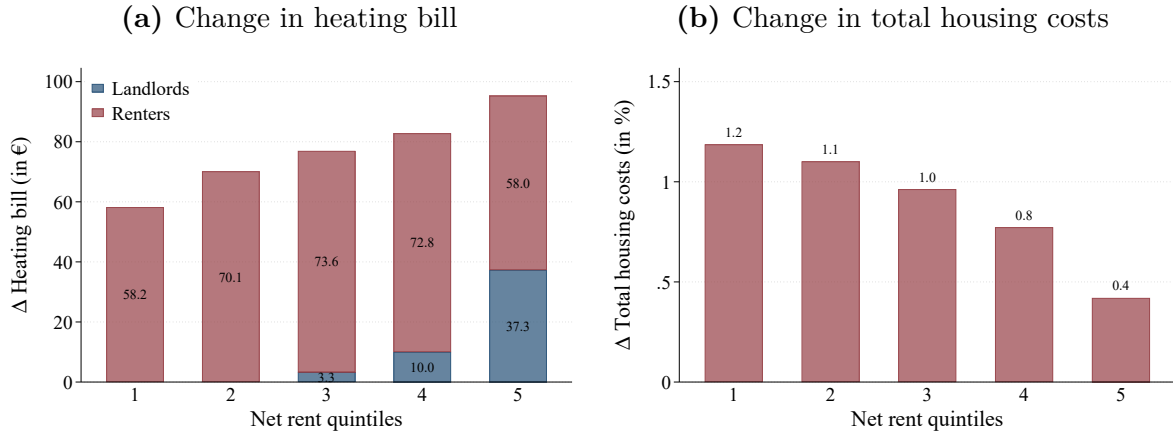 (a) Change in heating bill
Δ Heating bill (in €)
100
80
60
40
20
0
Landlords
Renters
58.2
70.1
73.6
3.3
72.8
10.0
58.0
37.3
1 2 3 4 5
Net rent quintiles
(b) Change in total housing costs
Δ Total housing costs (in %)
1.5
1
.5
0
1.2
1.1
1.0
0.8
0.4
1 2 3 4 5
Net rent quintiles